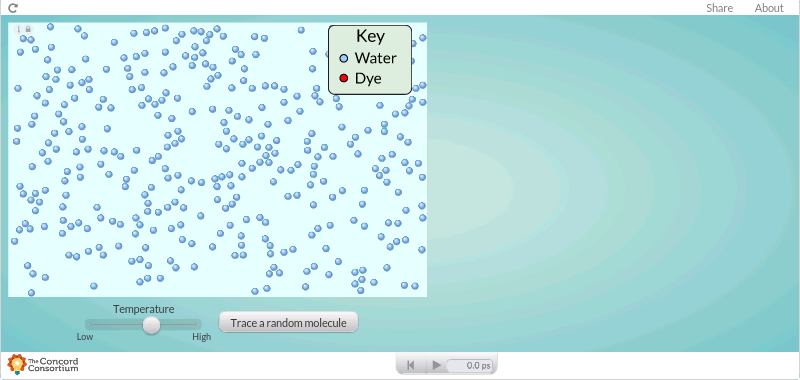 Share About
Key
Water
Dye
Temperature
Low High
Trace a random molecule
The Concord
Consortium
0.0 ps